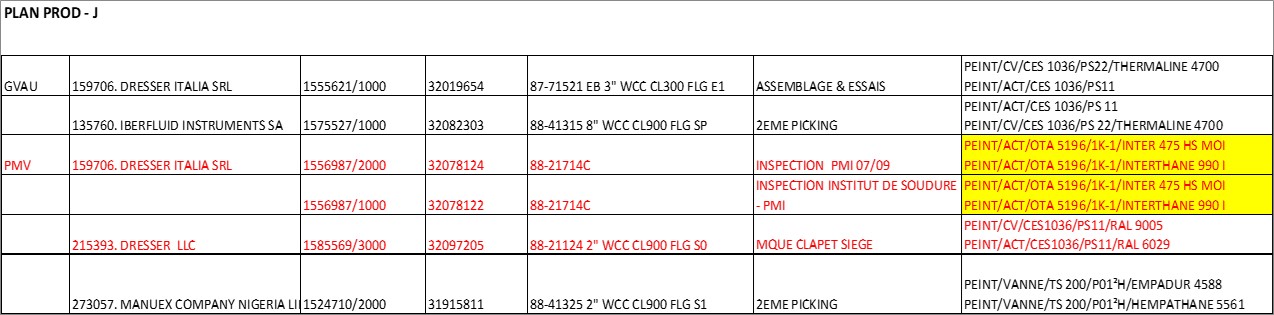 PLAN PROD - J
PEINT/CV/CES 1036/PS22/THERMALINE 4700
GVAU 159706. DRESSER ITALIA SRL 1555621/1000 32019654 87-71521 EB 3" WCC CL300 FLG E1 ASSEMBLAGE & ESSAIS PEINT/ACT/CES 1036/PS11
PEINT/ACT/CES 1036/PS 11
135760. IBERFLUID INSTRUMENTS SA 1575527/1000 32082303 88-41315 8" WCC CL900 FLG SP 2EME PICKING PEINT/CV/CES 1036/PS 22/THERMALINE 4700
PEINT/ACT/OTA 5196/1K-1/INTER 475 HS MOI
PMV 159706. DRESSER ITALIA SRL 1556987/2000 32078124 88-21714C INSPECTION PMI 07/09 PEINT/ACT/OTA 5196/1K-1/INTERTHANE 990 I
INSPECTION INSTITUT DE SOUDURE PEINT/ACT/OTA 5196/1K-1/INTER 475 HS MOI
1556987/1000 32078122 88-21714C - PMI PEINT/ACT/OTA 5196/1K-1/INTERTHANE 990 I
PEINT/CV/CES1036/PS11/RAL 9005
215393. DRESSER LLC 1585569/3000 32097205 88-21124 2" WCC CL900 FLG S0 MQUE CLAPET SIEGE PEINT/ACT/CES1036/PS11/RAL 6029
PEINT/VANNE/TS 200/P01²H/EMPADUR 4588
273057. MANUEX COMPANY NIGERIA LI 1524710/2000 31915811 88-41325 2" WCC CL900 FLG S1 2EME PICKING PEINT/VANNE/TS 200/P01²H/HEMPATHANE 5561